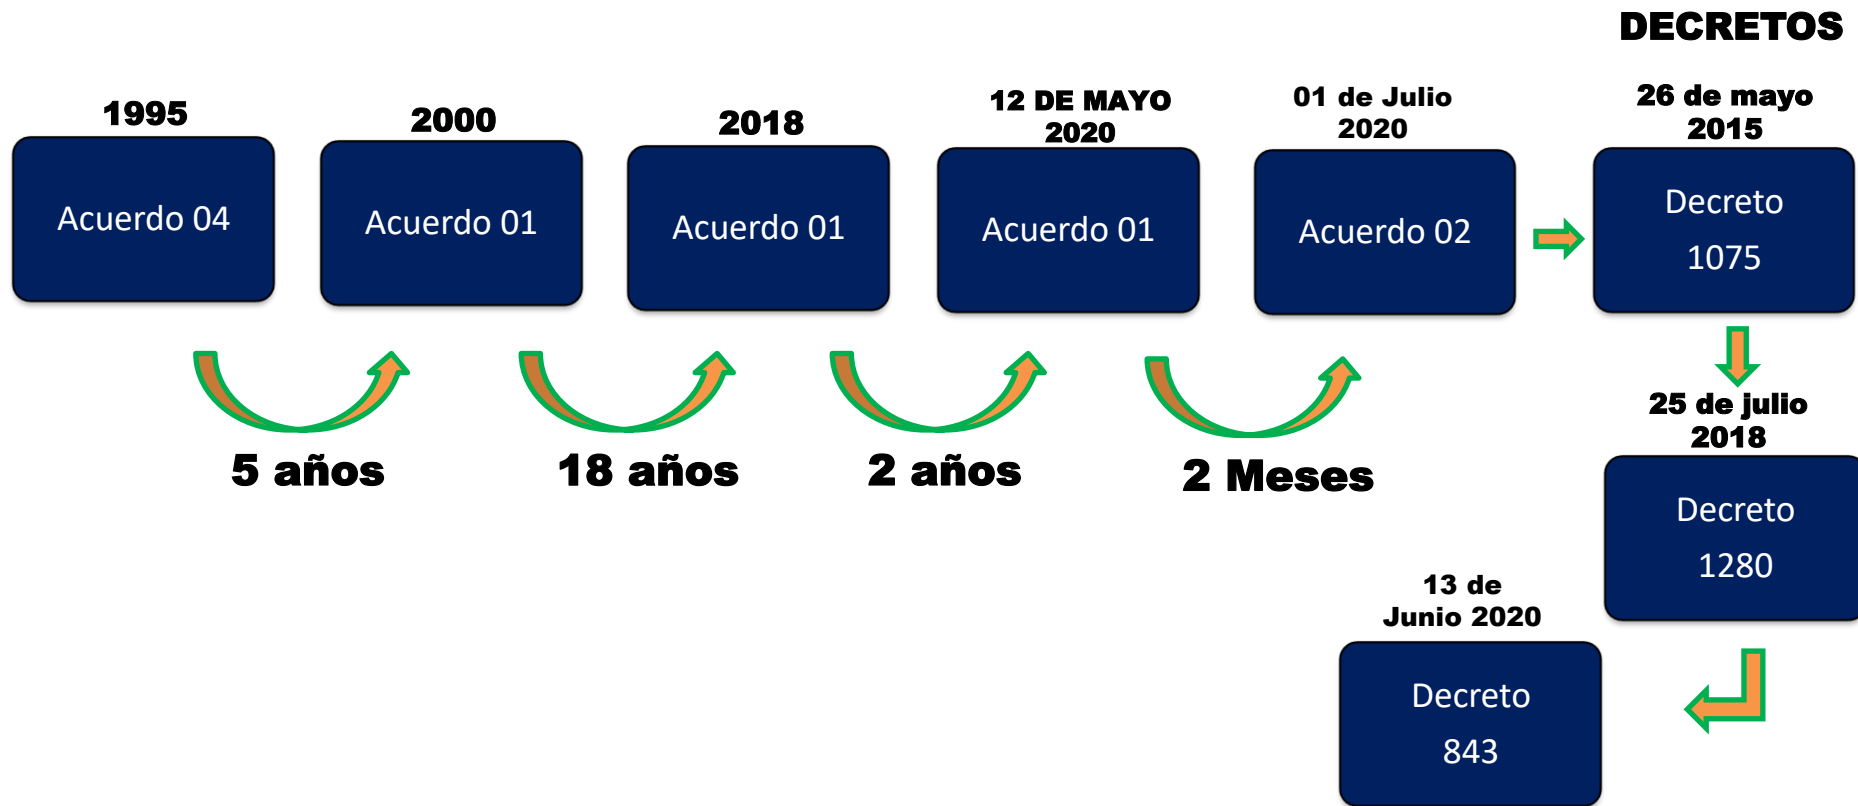 DECRETOS
1995
Acuerdo 04
2000
Acuerdo 01
2018
Acuerdo 01
12 DE MAYO
2020
Acuerdo 01
01 de Julio
2020
Acuerdo 02
26 de mayo
2015
Decreto
1075
5 años
18 años
2 años
2 Meses
25 de julio
2018
Decreto
1280
13 de
Junio 2020
Decreto
843